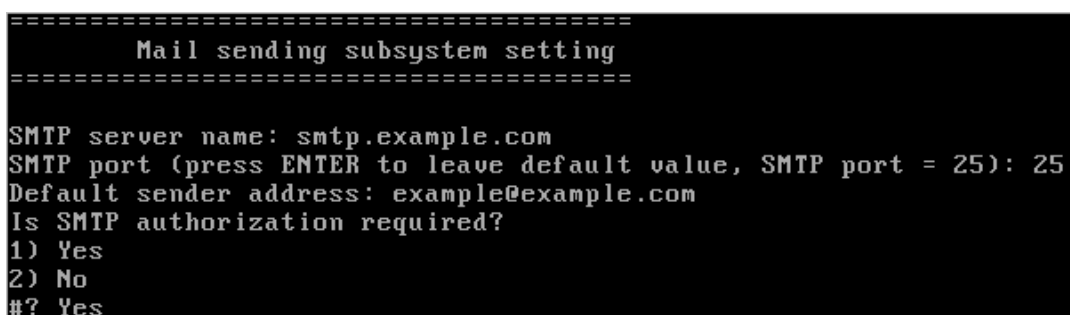 =======================================
Mail sending subsystem setting
=======================================
SMTP server name: smtp.example.com
SMTP port (press ENTER to leave default value, SMTP port = 25): 25
Default sender address: example@example.com
Is SMTP authorization required?
1) Yes
2) No
#? Yes